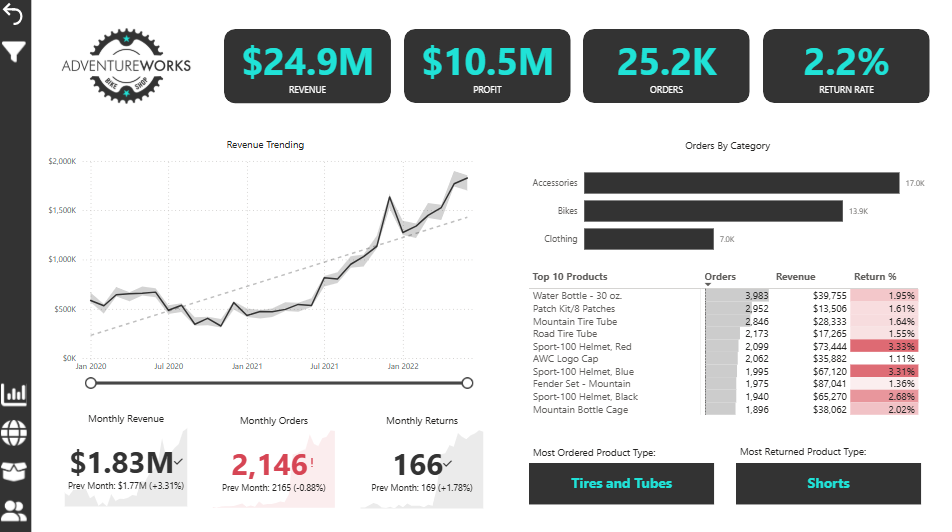 ADVENTUREWORKS
BIKE SHOP
$24.9M
REVENUE
$10.5M
PROFIT
25.2K
ORDERS
2.2%
RETURN RATE
Revenue Trending
$2,000K
$1,500K
$1,000K
$500K
$0K
Jan 2020 Jul 2020 Jan 2021 Jul 2021 Jan 2022
Orders By Category
Accessories 17.0K
Bikes 13.9K
Clothing 7.0K
Top 10 Products Orders Revenue Return %
Water Bottle - 30 oz. 3,983 $39,755 1.95%
Patch Kit/8 Patches 2,952 $13,506 1.61%
Mountain Tire Tube 2,846 $28,333 1.64%
Road Tire Tube 2,173 $17,265 1.55%
Sport-100 Helmet, Red 2,099 $73,444 3.33%
AWC Logo Cap 2,062 $35,882 1.11%
Sport-100 Helmet, Blue 1,995 $67,120 3.31%
Fender Set - Mountain 1,975 $87,041 1.36%
Sport-100 Helmet, Black 1,940 $65,270 2.68%
Mountain Bottle Cage 1,896 $38,062 2.02%
Monthly Revenue
$1.83M
Prev Month: $1.77M (+3.31%)
Monthly Orders
2,146!
Prev Month: 2165 (-0.88%)
Monthly Returns
166
Prev Month: 169 (+1.78%)
Most Ordered Product Type:
Tires and Tubes
Most Returned Product Type:
Shorts